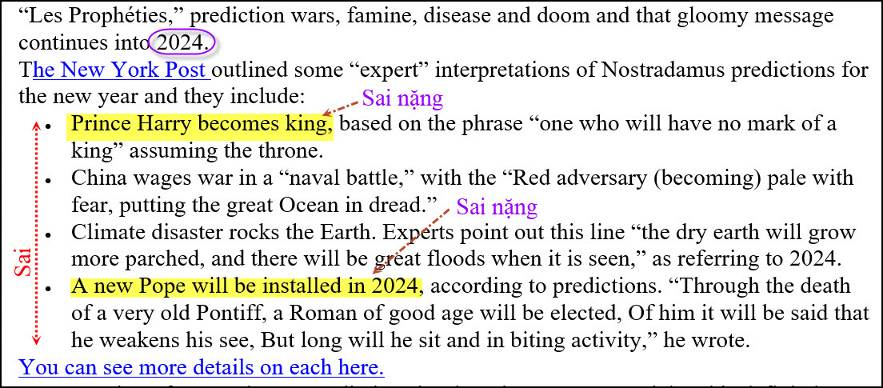 “Les Prophéties,” prediction wars, famine, disease and doom and that gloomy message
continues into 2024.
The New York Post outlined some “expert” interpretations of Nostradamus predictions for
the new year and they include:
Sai nặng
• Prince Harry becomes king, based on the phrase “one who will have no mark of a
king” assuming the throne.
• China wages war in a “naval battle,” with the “Red adversary (becoming) pale with
fear, putting the great Ocean in dread.”
Sai nặng
• Climate disaster rocks the Earth. Experts point out this line “the dry earth will grow
more parched, and there will be great floods when it is seen,” as referring to 2024.
Sai
• A new Pope will be installed in 2024, according to predictions. “Through the death
of a very old Pontiff, a Roman of good age will be elected, Of him it will be said that
he weakens his see, But long will he sit and in biting activity,” he wrote.
You can see more details on each here.